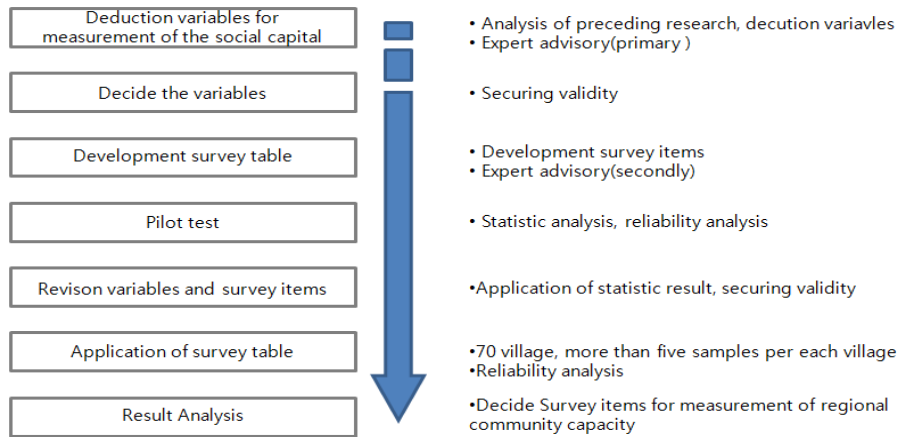 Deduction variables for
measurement of the social capital
• Analysis of preceding research, decution variavles
• Expert advisory(primary )
Decide the variables
• Securing validity
Development survey table
• Development survey items
• Expert advisory(secondly)
Pilot test
• Statistic analysis, reliability analysis
Revison variables and survey items
•Application of statistic result, securing validity
Application of survey table
•70 village, more than five samples per each village
•Reliability analysis
Result Analysis
•Decide Survey items for measurement of regional
community capacity